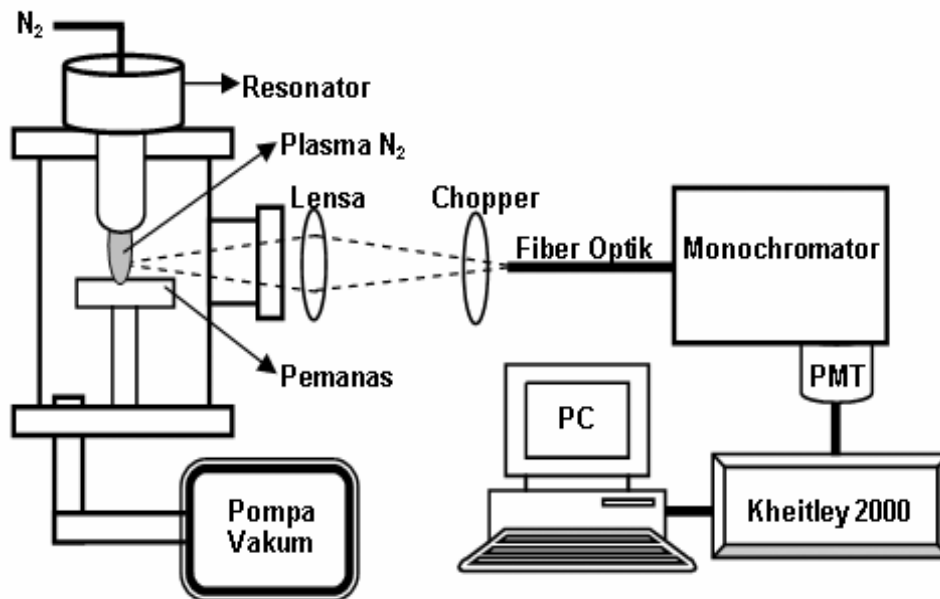 N₂
Resonator
Plasma N₂
Lensa
Chopper
Fiber Optik
Monochromator
Pemanas
PMT
PC
Pompa
Vakum
Kheitley 2000